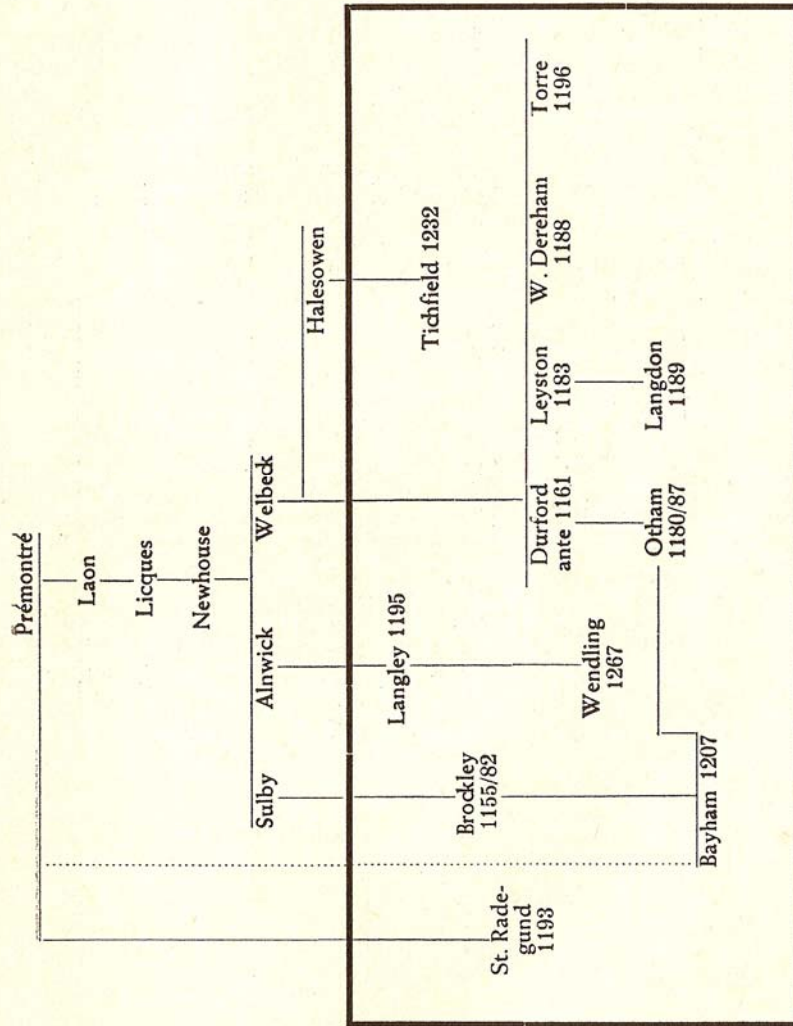 Prémontré
Laon
Licques
Newhouse
Sulby
Alnwick
Welbeck
Halesowen
Tichfield 1232
Langley 1195
Brockley
1155/82
St. Rade-
gund
1193
Durford
ante 1161
Leyston
1183
W. Dereham
1188
Torre
1196
Wendling
1267
Otham
1180/87
Langdon
1189
Bayham 1207